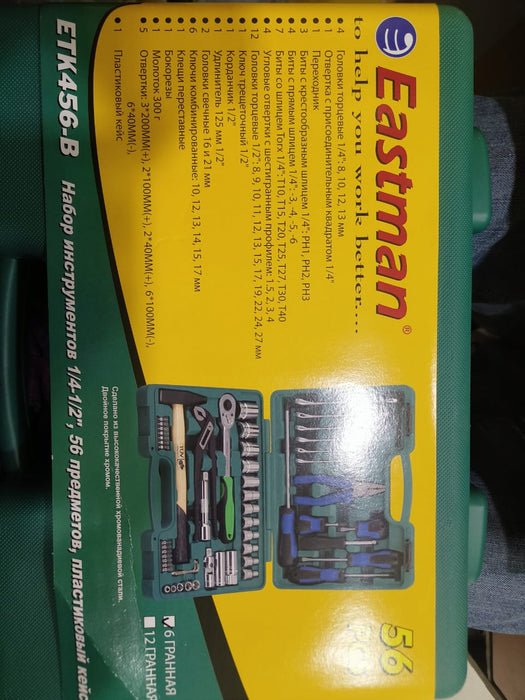 Eastman®
to help you work better...
4 Головки торцевые 1/4": 8, 10, 12, 13 мм
1 Отвертка с присоединительным квадратом 1/4"
1 Переходник
3 Биты с крестообразным шлицем 1/4": PH1, PH2, PH3
4 Биты с прямым шлицем 1/4": -3, -4, -5, -6
7 Биты со шлицем Torx 1/4": T10, T15, T20, T25, T27, T30, T40
4 Угловые отвертки с шестигранным профилем: 1.5, 2, 3, 4
12 Головки торцевые 1/2": 8, 9, 10, 11, 12, 13, 15, 17, 19, 22, 24, 27 мм
1 Ключ трещоточный 1/2"
1 Карданчик 1/2"
1 Удлинитель 125 мм 1/2"
2 Головки свечные 16 и 21 мм
6 Ключи комбинированные: 10, 12, 13, 14, 15, 17 мм
1 Клещи переставные
1 Бокорезы
1 Молоток 300 г
5 Отвертки: 3*200MM(+), 2*100MM(+), 2*40MM(+), 6*100MM(-),
6*40MM(-),
1 Пластиковый кейс
56
6 ГРАННАЯ
12 ГРАННАЯ
Сделано из высококачественной хромованадиевой стали.
Двойное покрытие хромом.
ETK456-B Набор инструментов 1/4-1/2", 56 предметов, пластиковый кейс